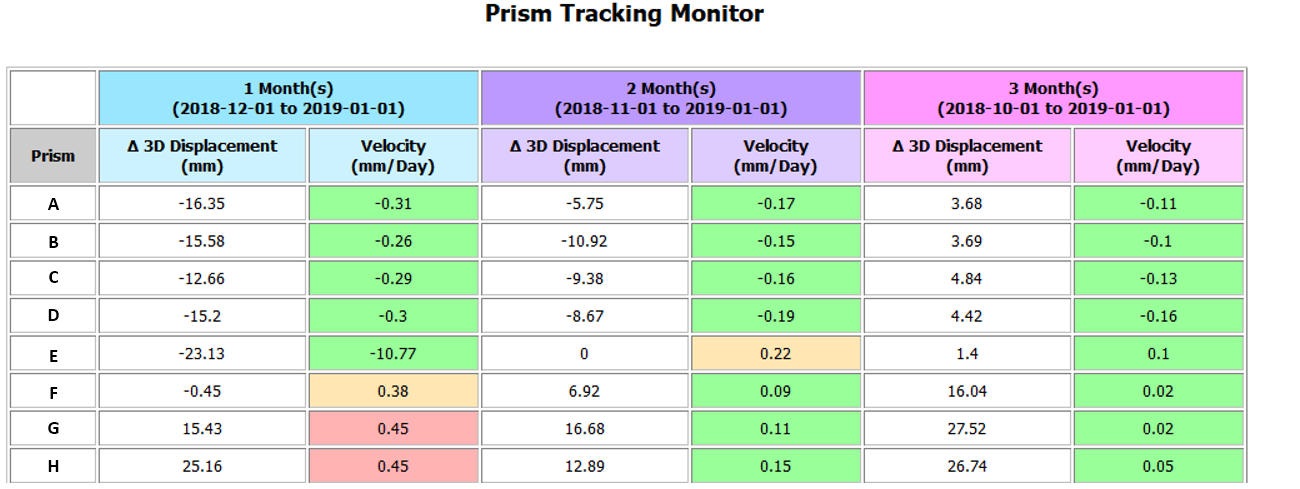 Prism Tracking Monitor
1 Month(s) 2 Month(s) 3 Month(s)
(2018-12-01 to 2019-01-01) (2018-11-01 to 2019-01-01) (2018-10-01 to 2019-01-01)
Prism Δ 3D Displacement Velocity Δ 3D Displacement Velocity Δ 3D Displacement Velocity
(mm) (mm/Day) (mm) (mm/Day) (mm) (mm/Day)
A -16.35 -0.31 -5.75 -0.17 3.68 -0.11
B -15.58 -0.26 -10.92 -0.15 3.69 -0.1
C -12.66 -0.29 -9.38 -0.16 4.84 -0.13
D -15.2 -0.3 -8.67 -0.19 4.42 -0.16
E -23.13 -10.77 0 0.22 1.4 0.1
F -0.45 0.38 6.92 0.09 16.04 0.02
G 15.43 0.45 16.68 0.11 27.52 0.02
H 25.16 0.45 12.89 0.15 26.74 0.05